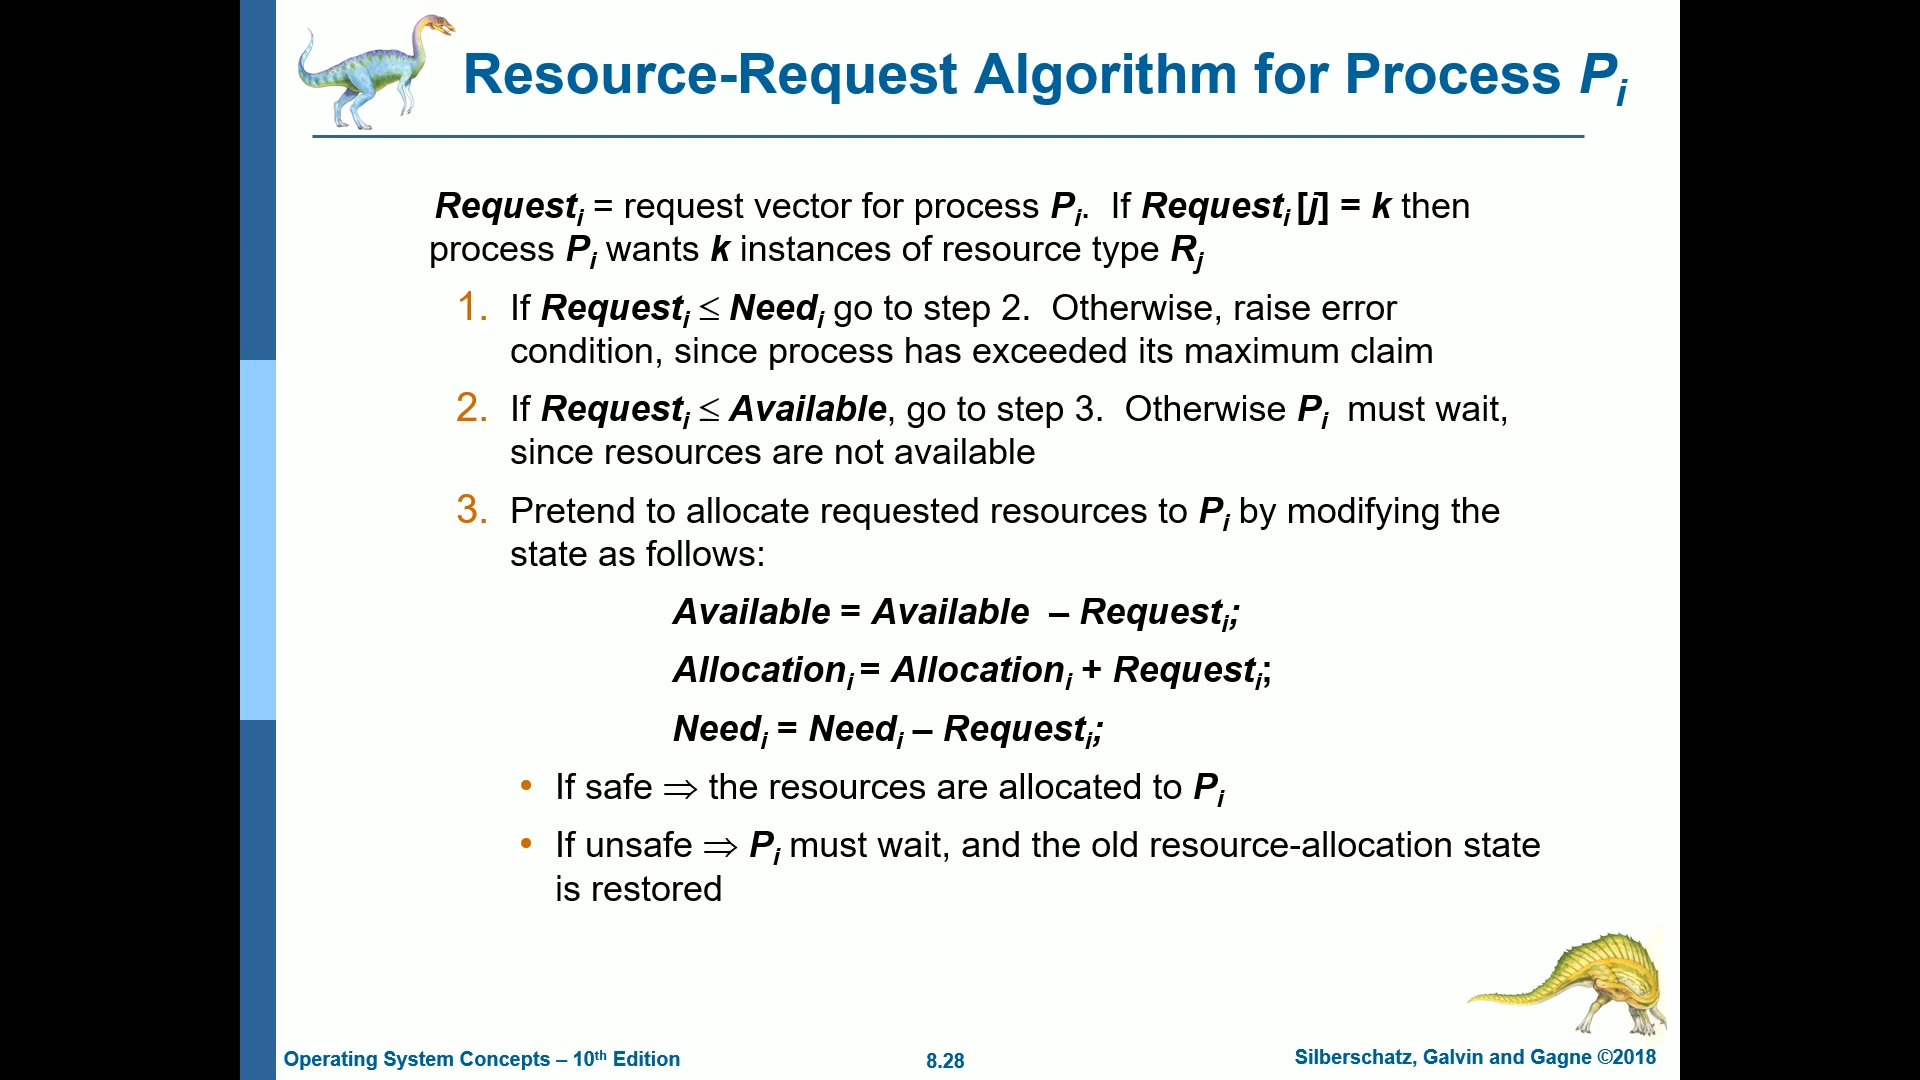 Resource-Request Algorithm for Process Pi
Requesti = request vector for process Pi. If Requesti [j] = k then
process Pi wants k instances of resource type Rj
1. If Requesti ≤ Needi go to step 2. Otherwise, raise error
condition, since process has exceeded its maximum claim
2. If Requesti ≤ Available, go to step 3. Otherwise Pi must wait,
since resources are not available
3. Pretend to allocate requested resources to Pi by modifying the
state as follows:
Available = Available – Requesti;
Allocationi = Allocationi + Requesti;
Needi = Needi – Requesti;
• If safe ⇒ the resources are allocated to Pi
• If unsafe ⇒ Pi must wait, and the old resource-allocation state
is restored
Operating System Concepts – 10th Edition
8.28
Silberschatz, Galvin and Gagne ©2018